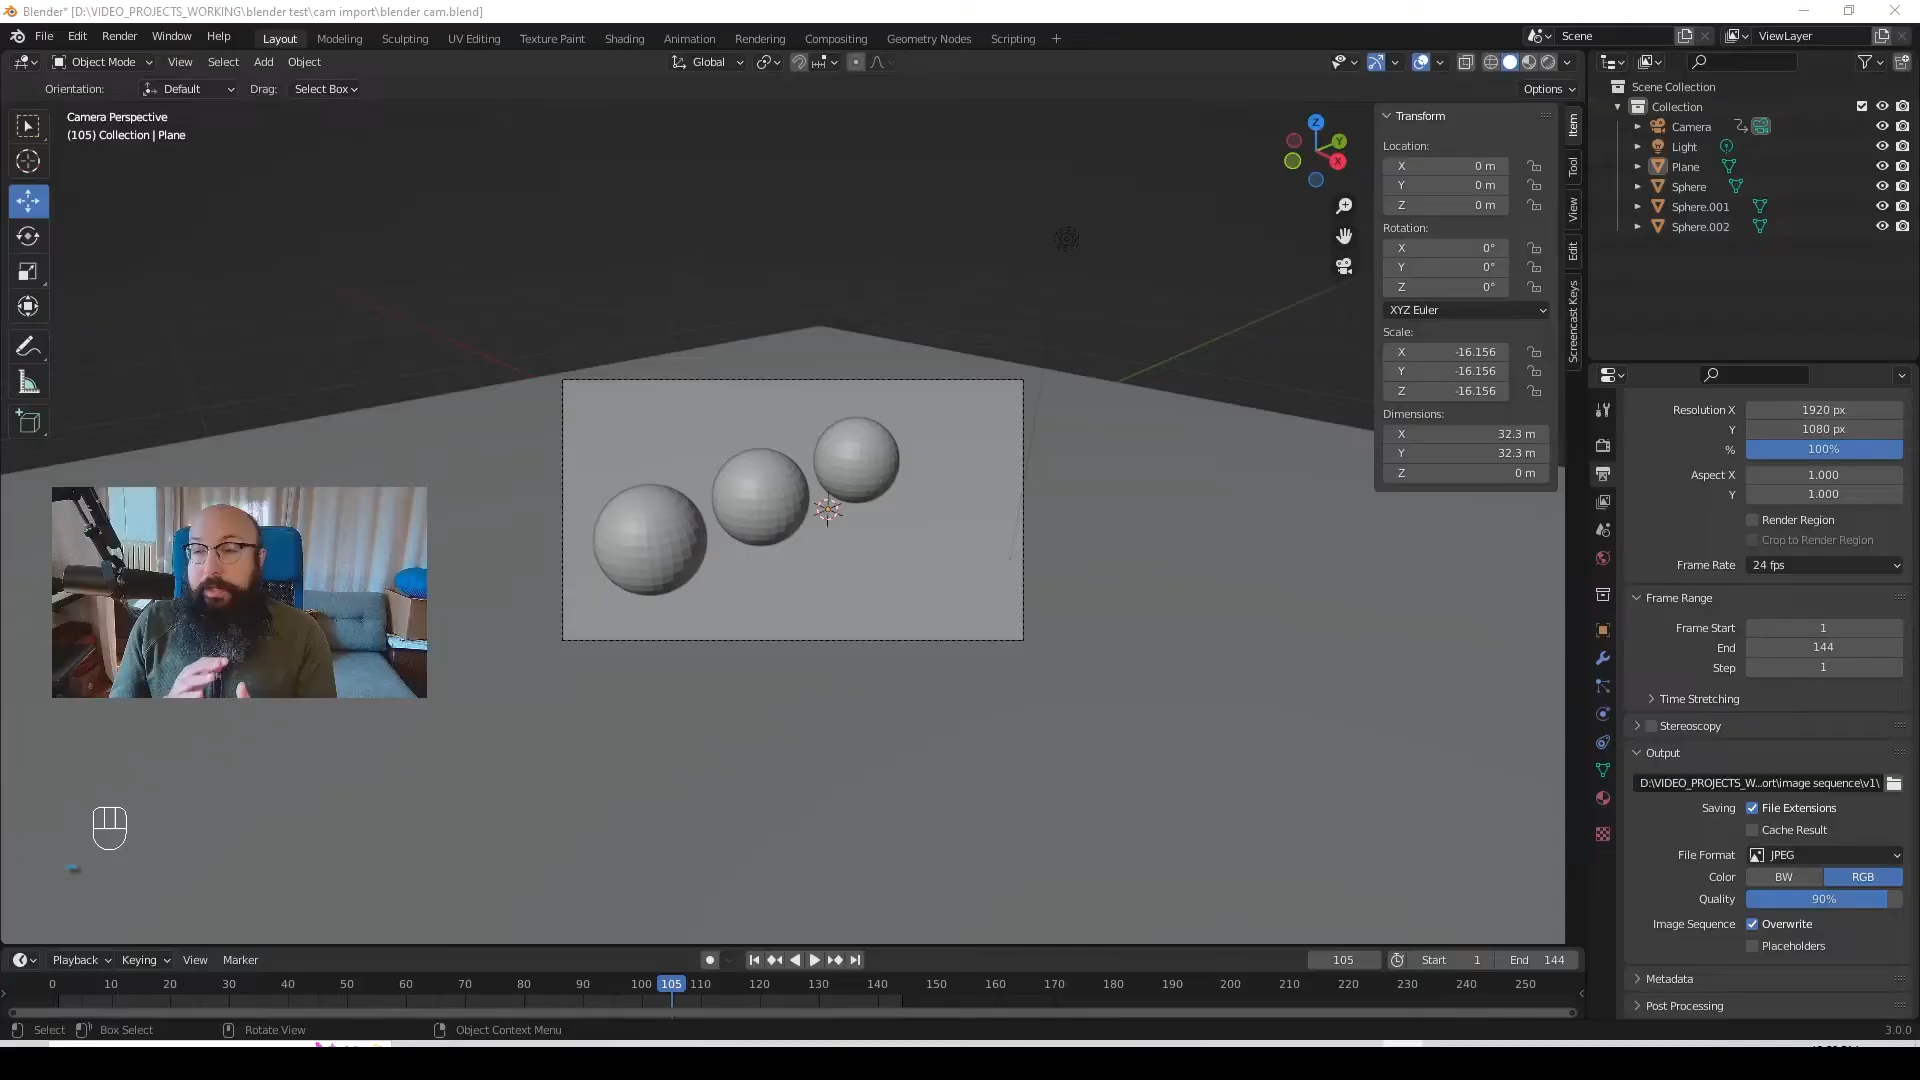 Blender* [D:\VIDEO_PROJECTS_WORKING\blender test\cam import\blender cam.blend]
File Edit Render Window Help Layout Modeling Sculpting UV Editing Texture Paint Shading Animation Rendering Compositing Geometry Nodes Scripting + Scene ViewLayer
Object Mode View Select Add Object Global
Orientation: Default Drag: Select Box Options
Camera Perspective
(105) Collection | Plane
Z
Y
X
Transform
Location:
X 0 m
Y 0 m
Z 0 m
Rotation:
X 0°
Y 0°
Z 0°
XYZ Euler
Scale:
X -16.156
Y -16.156
Z -16.156
Dimensions:
X 32.3 m
Y 32.3 m
Z 0 m
Item
Tool
View
Edit
Screencast Keys
Scene Collection
Collection
Camera
Light
Plane
Sphere
Sphere.001
Sphere.002
Resolution X 1920 px
Y 1080 px
% 100%
Aspect X 1.000
Y 1.000
Render Region
Crop to Render Region
Frame Rate 24 fps
Frame Range
Frame Start 1
End 144
Step 1
Time Stretching
Stereoscopy
Output
D:\VIDEO_PROJECTS_W...ort\image sequence\v1\
Saving File Extensions
Cache Result
File Format JPEG
Color BW RGB
Quality 90%
Image Sequence Overwrite
Placeholders
Metadata
Post Processing
Playback Keying View Marker 105 Start 1 End 144
0 10 20 30 40 50 60 70 80 90 100 105 110 120 130 140 150 160 170 180 190 200 210 220 230 240 250
Select Box Select Rotate View Object Context Menu 3.0.0